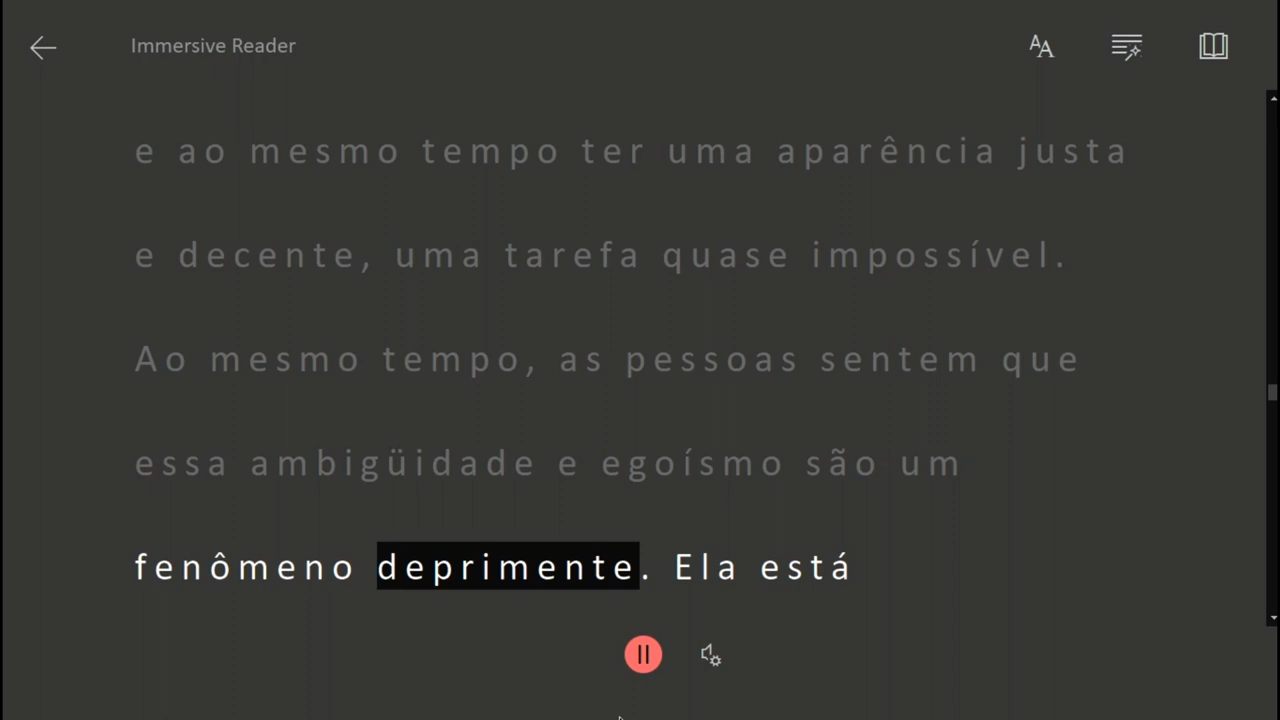 Immersive Reader
e ao mesmo tempo ter uma aparência justa
e decente, uma tarefa quase impossível.
Ao mesmo tempo, as pessoas sentem que
essa ambigüidade e egoísmo são um
fenômeno deprimente. Ela está